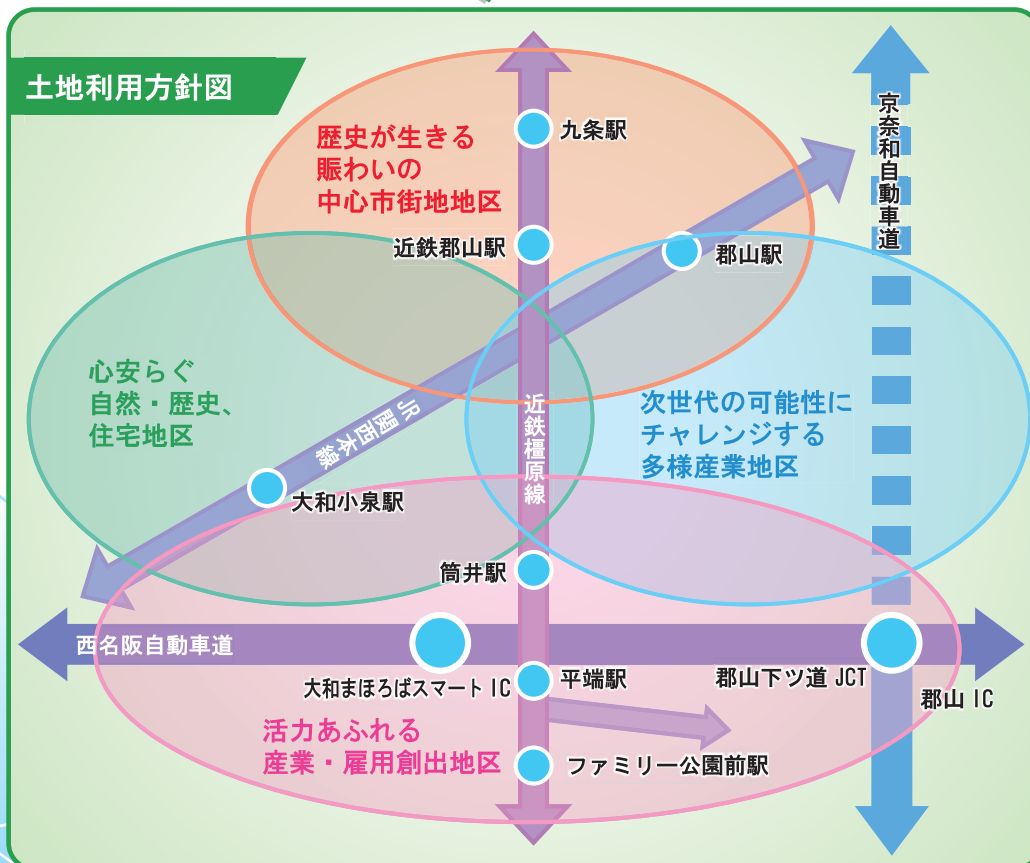 土地利用方針図
京奈和自動車道
九条駅
歴史が生きる
賑わいの
中心市街地地区
近鉄郡山駅
郡山駅
心安らぐ
自然・歴史、
住宅地区
次世代の可能性に
チャレンジする
多様産業地区
近鉄橿原線
JR関西本線
大和小泉駅
筒井駅
西名阪自動車道
大和まほろばスマートIC
平端駅
郡山下ツ道 JCT
郡山 IC
活力あふれる
産業・雇用創出地区
ファミリー公園前駅